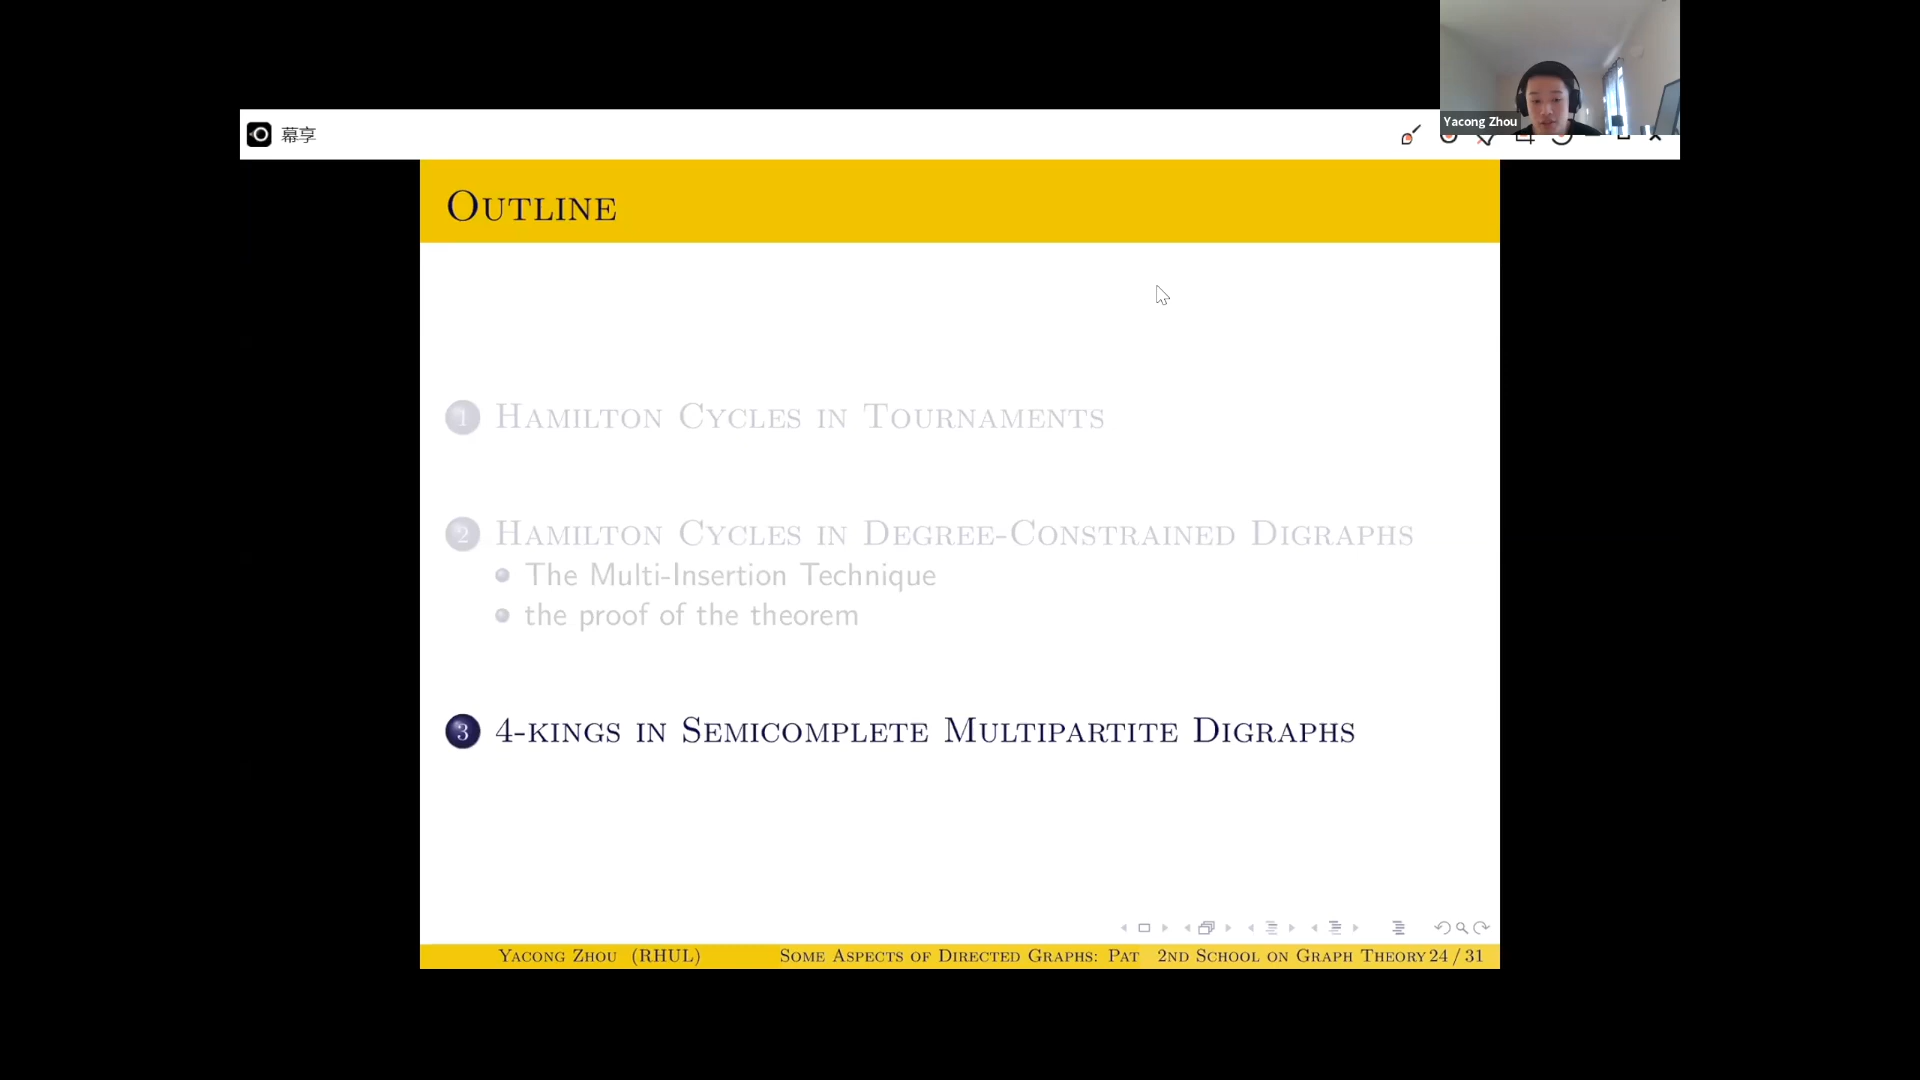 Yacong Zhou
幕享
Outline
1 Hamilton Cycles in Tournaments
2 Hamilton Cycles in Degree-Constrained Digraphs
The Multi-Insertion Technique
the proof of the theorem
3 4-kings in Semicomplete Multipartite Digraphs
Yacong Zhou (RHUL) Some Aspects of Directed Graphs: Pat 2nd School on Graph Theory 24 / 31